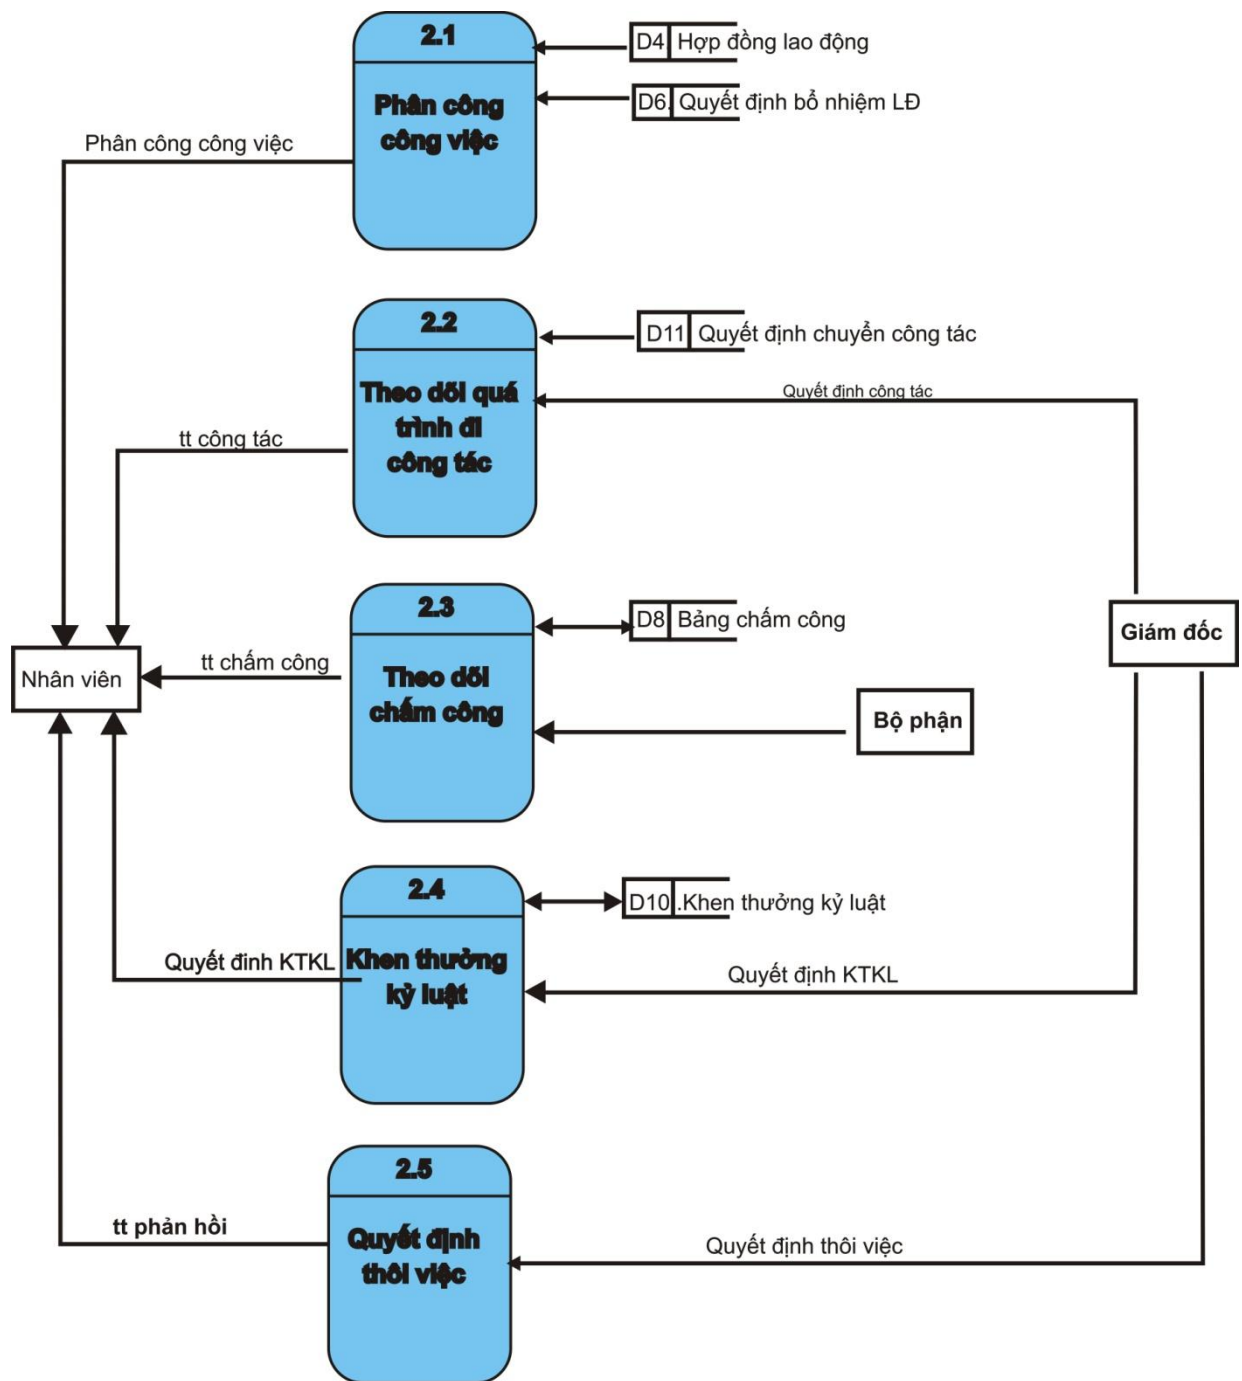 2.1
D4 Hợp đồng lao động
Phân công
công việc
D6. Quyết định bổ nhiệm LĐ
Phân công công việc
2.2
D11 Quyết định chuyển công tác
Theo dõi quá
trình đi
công tác
Quyết định công tác
tt công tác
2.3
D8 Bảng chấm công
Giám đốc
Nhân viên
tt chấm công
Theo dõi
chấm công
Bộ phận
2.4
D10 .Khen thưởng kỷ luật
Quyết đinh KTKL
Khen thưởng
kỷ luật
Quyết định KTKL
2.5
tt phản hồi
Quyết định
thôi việc
Quyết định thôi việc